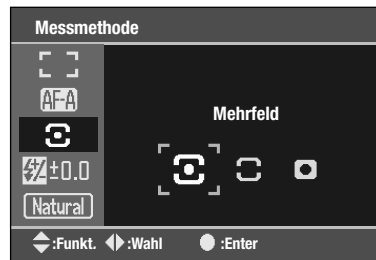 Messmethode
AF-A
Mehrfeld
±0.0
Natural
:Funkt. :Wahl :Enter